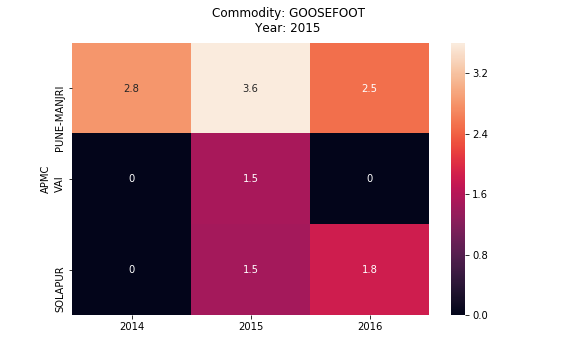 Commodity: GOOSEFOOT
Year: 2015
APMC
PUNE-MANJRI
2.8 3.6 2.5
VAI
0 1.5 0
SOLAPUR
0 1.5 1.8
2014 2015 2016
3.2
2.4
1.6
0.8
0.0